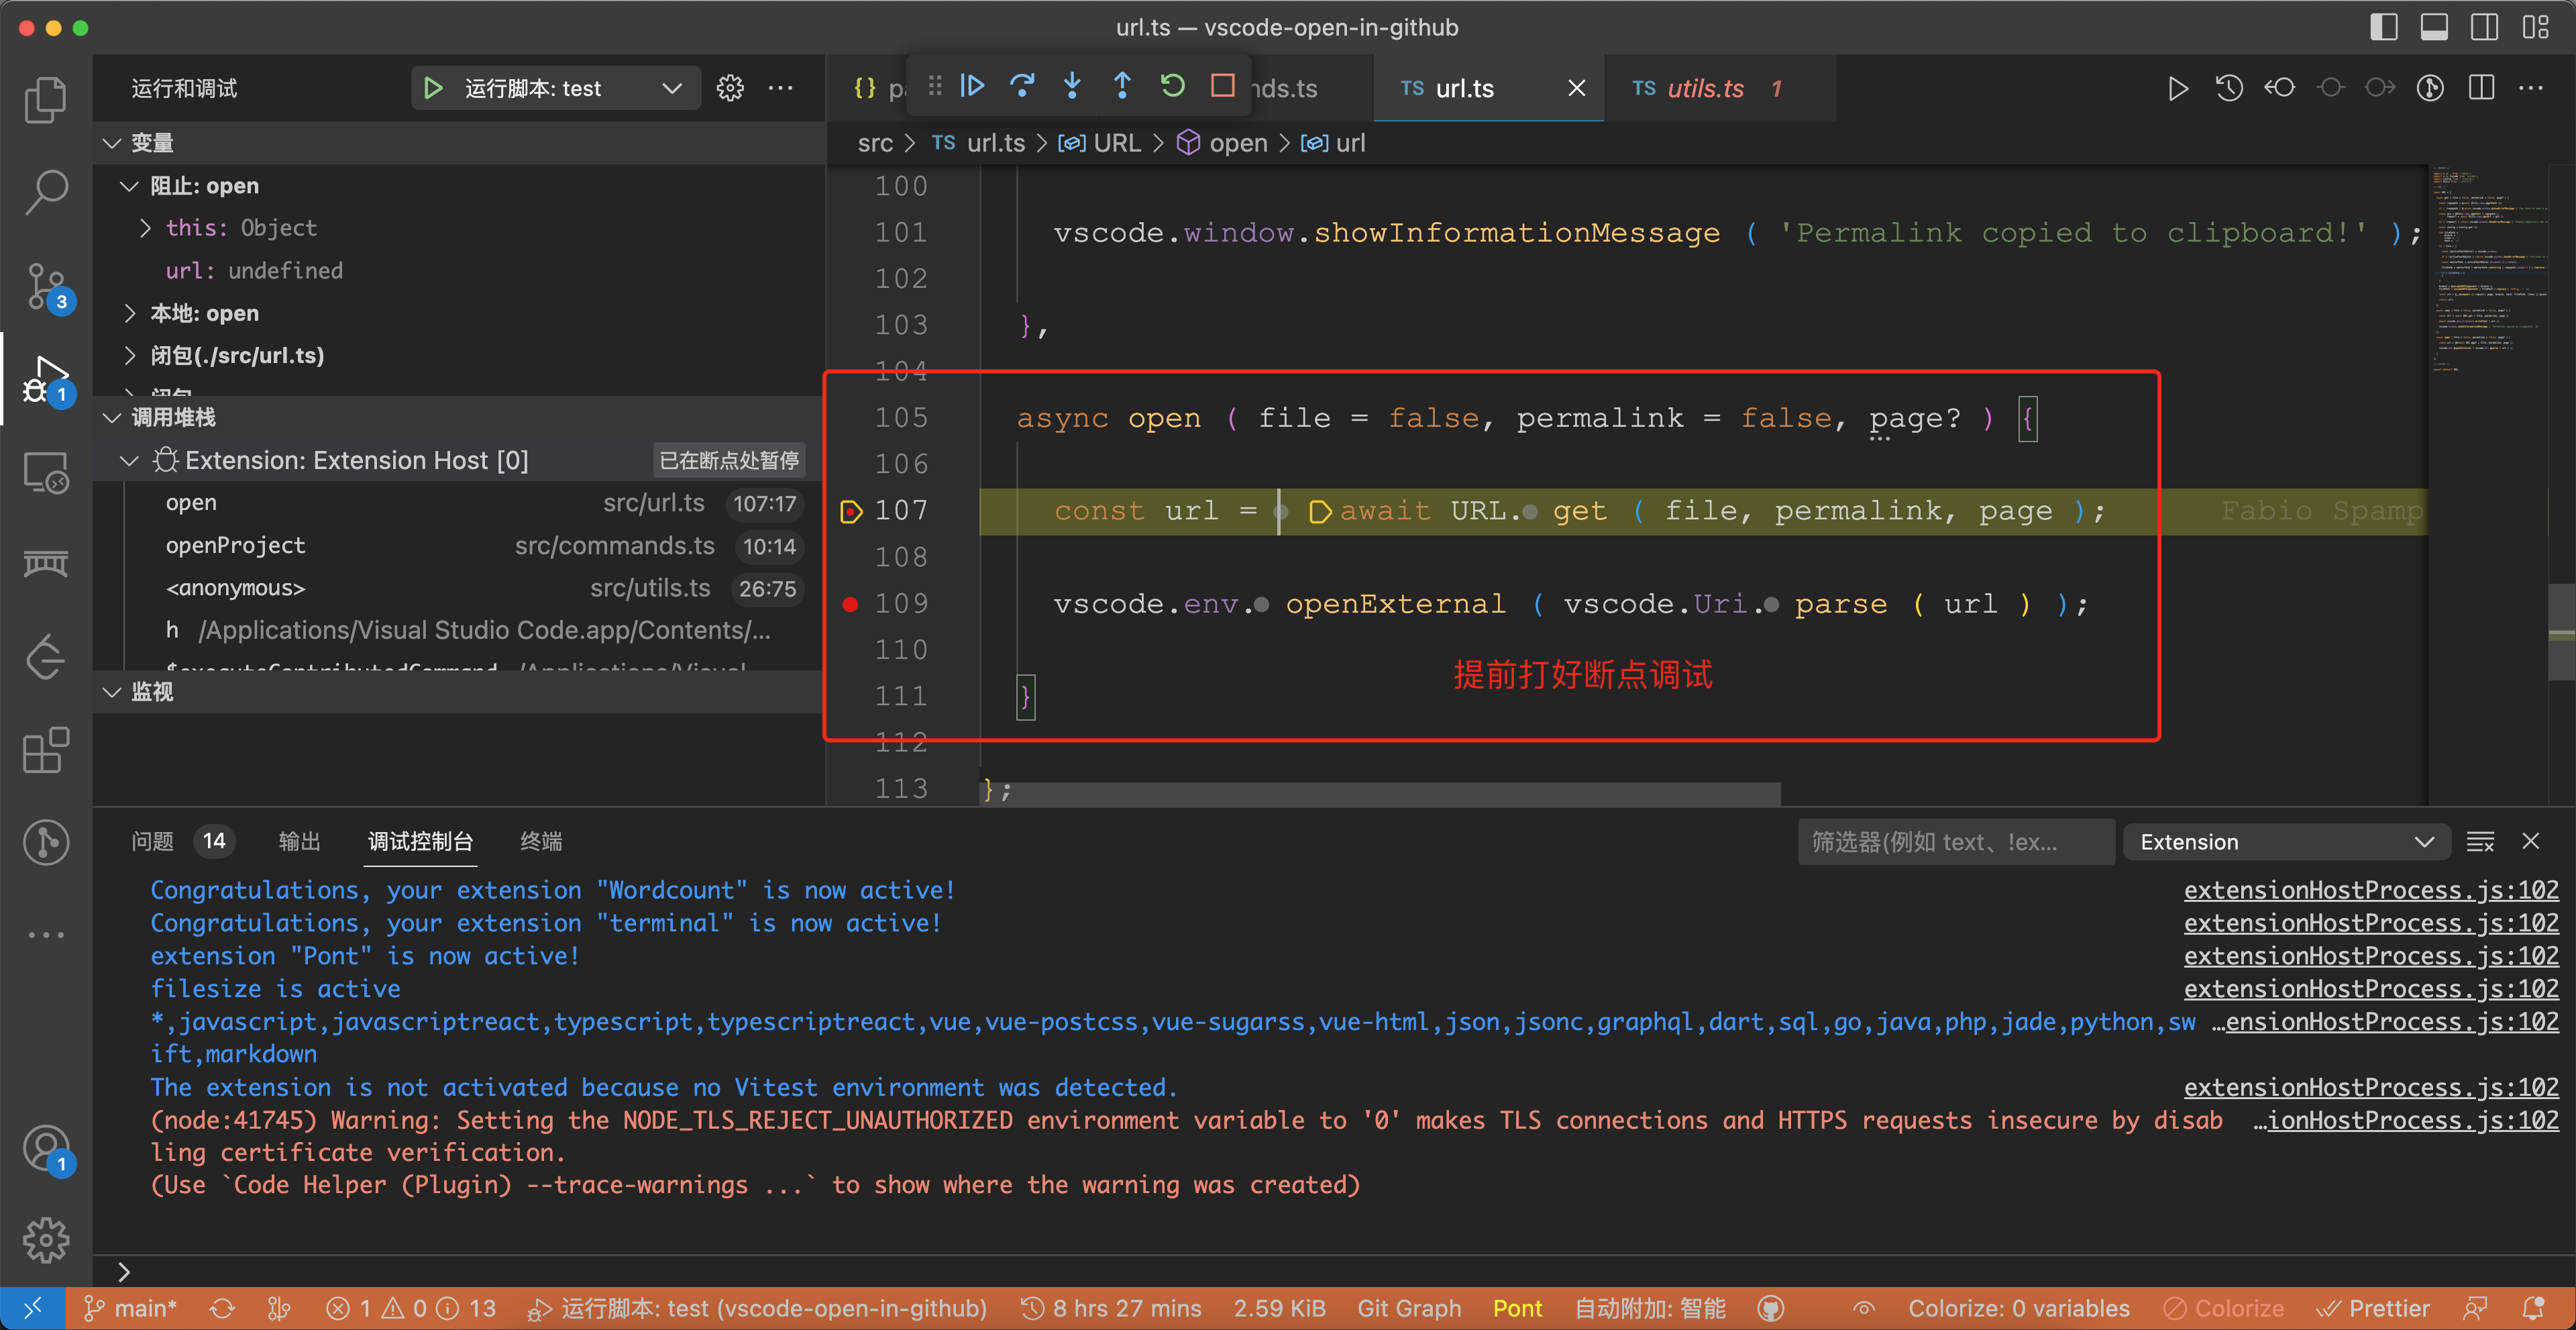 url.ts — vscode-open-in-github
运行和调试
运行脚本: test
变量
阻止: open
this: Object
url: undefined
本地: open
闭包(./src/url.ts)
闭包
调用堆栈
Extension: Extension Host [0] 已在断点处暂停
open src/url.ts 107:17
openProject src/commands.ts 10:14
<anonymous> src/utils.ts 26:75
h /Applications/Visual Studio Code.app/Contents/...
$executeContributedCommand /Applications/Visual
监视
3
1
1
{} nds.ts
TS url.ts
TS utils.ts 1
src > TS url.ts > URL > open > url
100
101 vscode.window.showInformationMessage ( 'Permalink copied to clipboard!' );
102
103 },
104
105 async open ( file = false, permalink = false, page? ) {
106
107 const url = await URL. get ( file, permalink, page ); Fabio Spamp
108
109 vscode.env. openExternal ( vscode.Uri. parse ( url ) );
110
提前打好断点调试
111 }
112
113 };
问题 14 输出 调试控制台 终端
筛选器(例如 text、!ex...
Extension
Congratulations, your extension "Wordcount" is now active! extensionHostProcess.js:102
Congratulations, your extension "terminal" is now active! extensionHostProcess.js:102
extension "Pont" is now active! extensionHostProcess.js:102
filesize is active extensionHostProcess.js:102
*,javascript,javascriptreact,typescript,typescriptreact,vue,vue-postcss,vue-sugarss,vue-html,json,jsonc,graphql,dart,sql,go,java,php,jade,python,sw …ensionHostProcess.js:102
ift,markdown
The extension is not activated because no Vitest environment was detected. extensionHostProcess.js:102
(node:41745) Warning: Setting the NODE_TLS_REJECT_UNAUTHORIZED environment variable to '0' makes TLS connections and HTTPS requests insecure by disab …ionHostProcess.js:102
ling certificate verification.
(Use `Code Helper (Plugin) --trace-warnings ...` to show where the warning was created)
main* 1 0 13 运行脚本: test (vscode-open-in-github) 8 hrs 27 mins 2.59 KiB Git Graph Pont 自动附加: 智能 Colorize: 0 variables Colorize Prettier